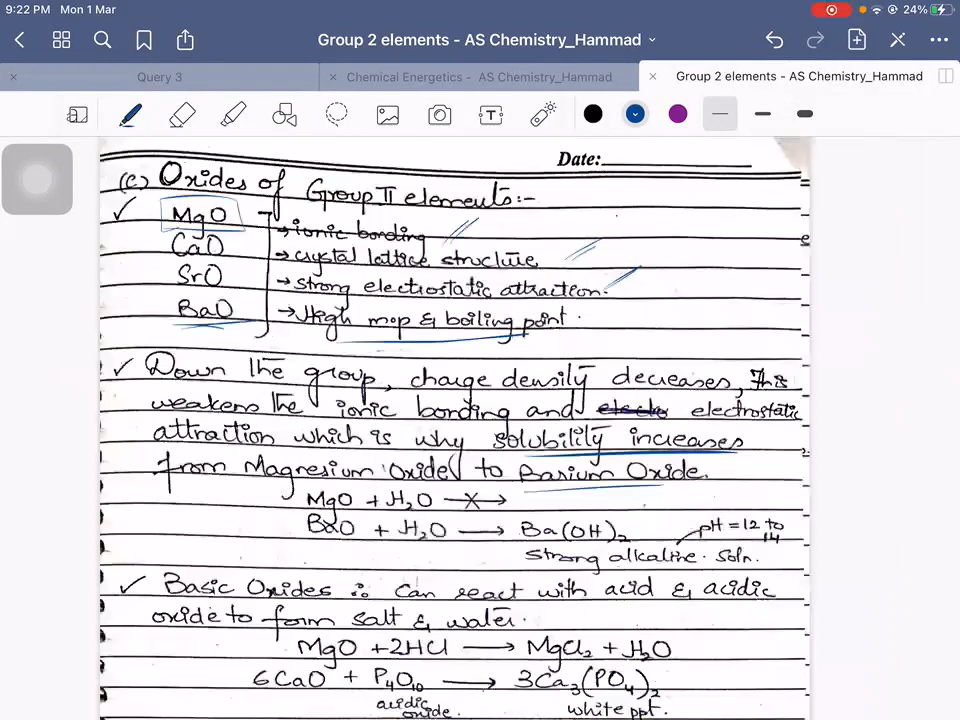 9:22 PM Mon 1 Mar
24%
Group 2 elements - AS Chemistry_Hammad
Query 3
Chemical Energetics - AS Chemistry_Hammad
Group 2 elements - AS Chemistry_Hammad
Date:
(c) Oxides of Group II elements:-
✓ MgO → ionic bonding
CaO → crystal lattice structure
SrO → strong electrostatic attraction.
BaO → High mop & boiling point.
✓ Down the group, charge density decreases, this
weakens the ionic bonding and electrostatic
attraction which is why solubility increases
from Magnesium Oxide to Barium Oxide.
MgO + H₂O →
BaO + H₂O → Ba(OH)₂ pH = 12 to 14
strong alkaline. soln.
✓ Basic Oxides ∴ can react with acid & acidic
oxide to form salt & water.
MgO + 2HCl → MgCl₂ + H₂O
6CaO + P₄O₁₀ → 3Ca₃(PO₄)₂
acidic oxide. white ppt.